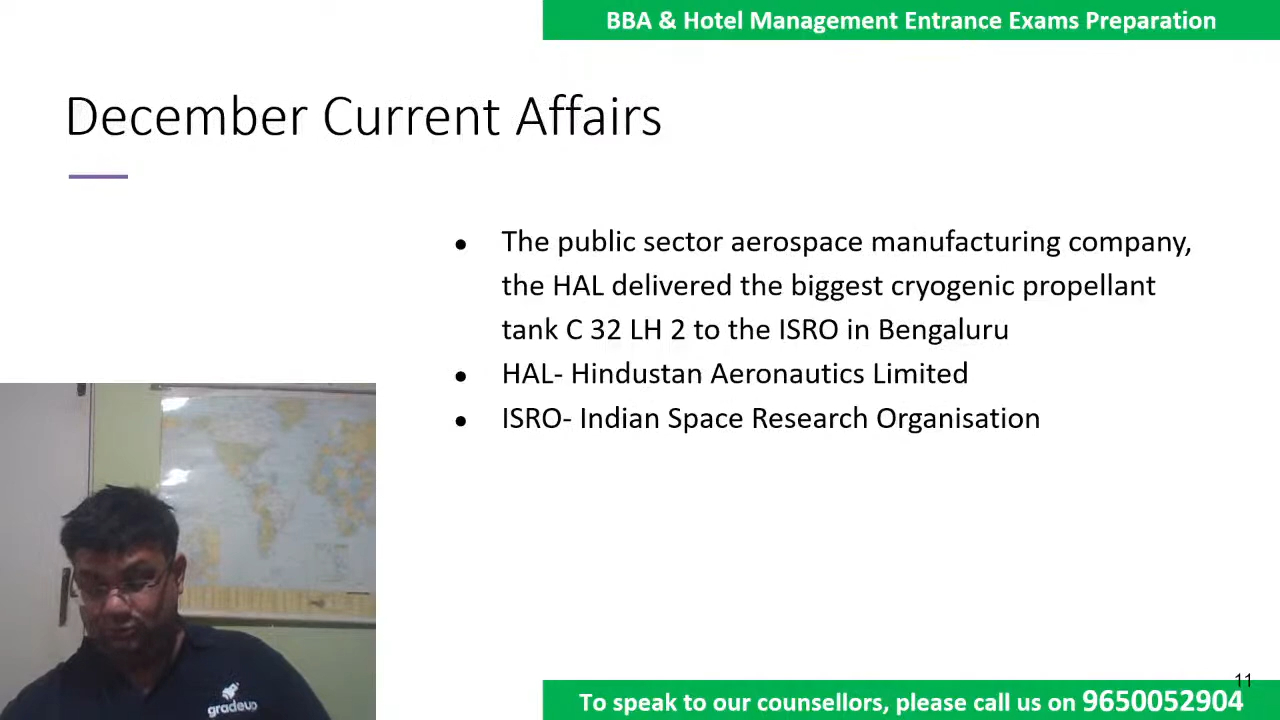 BBA & Hotel Management Entrance Exams Preparation
December Current Affairs
● The public sector aerospace manufacturing company,
the HAL delivered the biggest cryogenic propellant
tank C 32 LH 2 to the ISRO in Bengaluru
● HAL- Hindustan Aeronautics Limited
● ISRO- Indian Space Research Organisation
gradeup
11
To speak to our counsellors, please call us on 9650052904